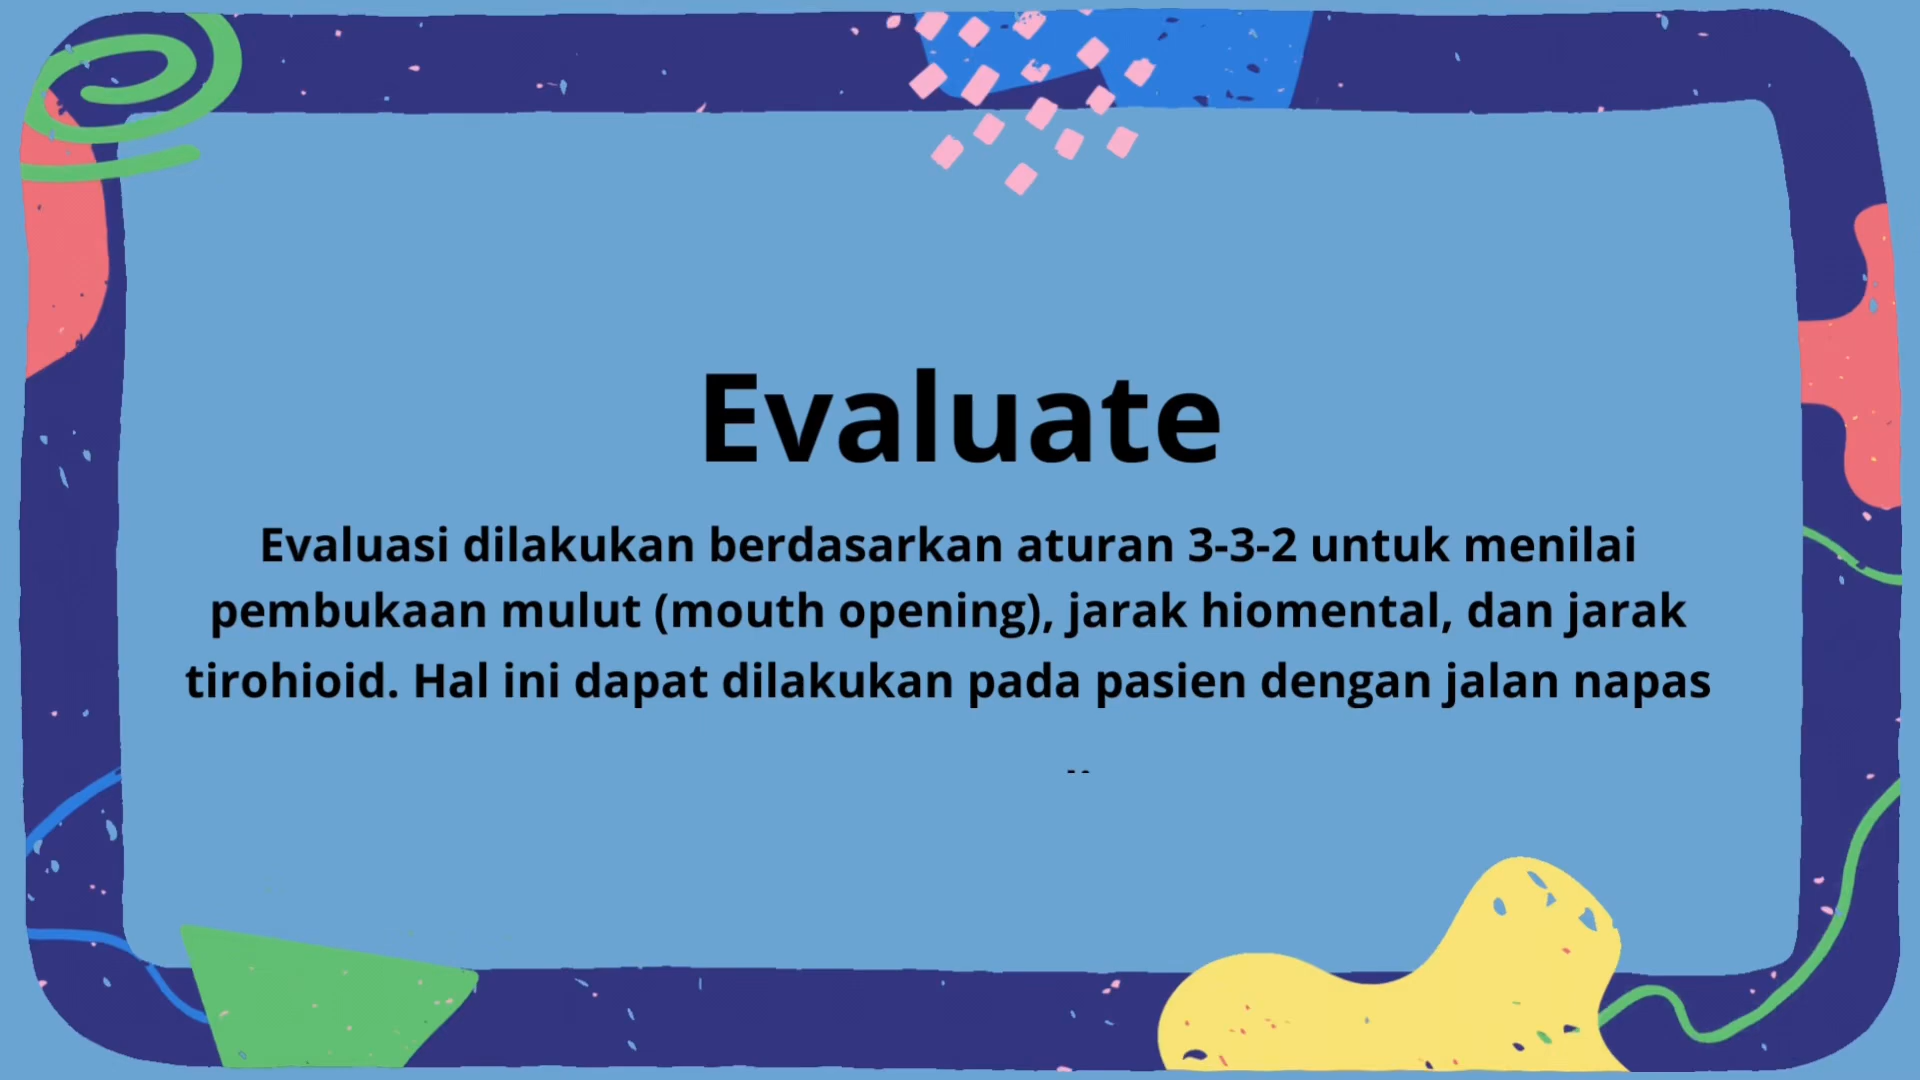 Evaluate
Evaluasi dilakukan berdasarkan aturan 3-3-2 untuk menilai
pembukaan mulut (mouth opening), jarak hiomental, dan jarak
tirohioid. Hal ini dapat dilakukan pada pasien dengan jalan napas